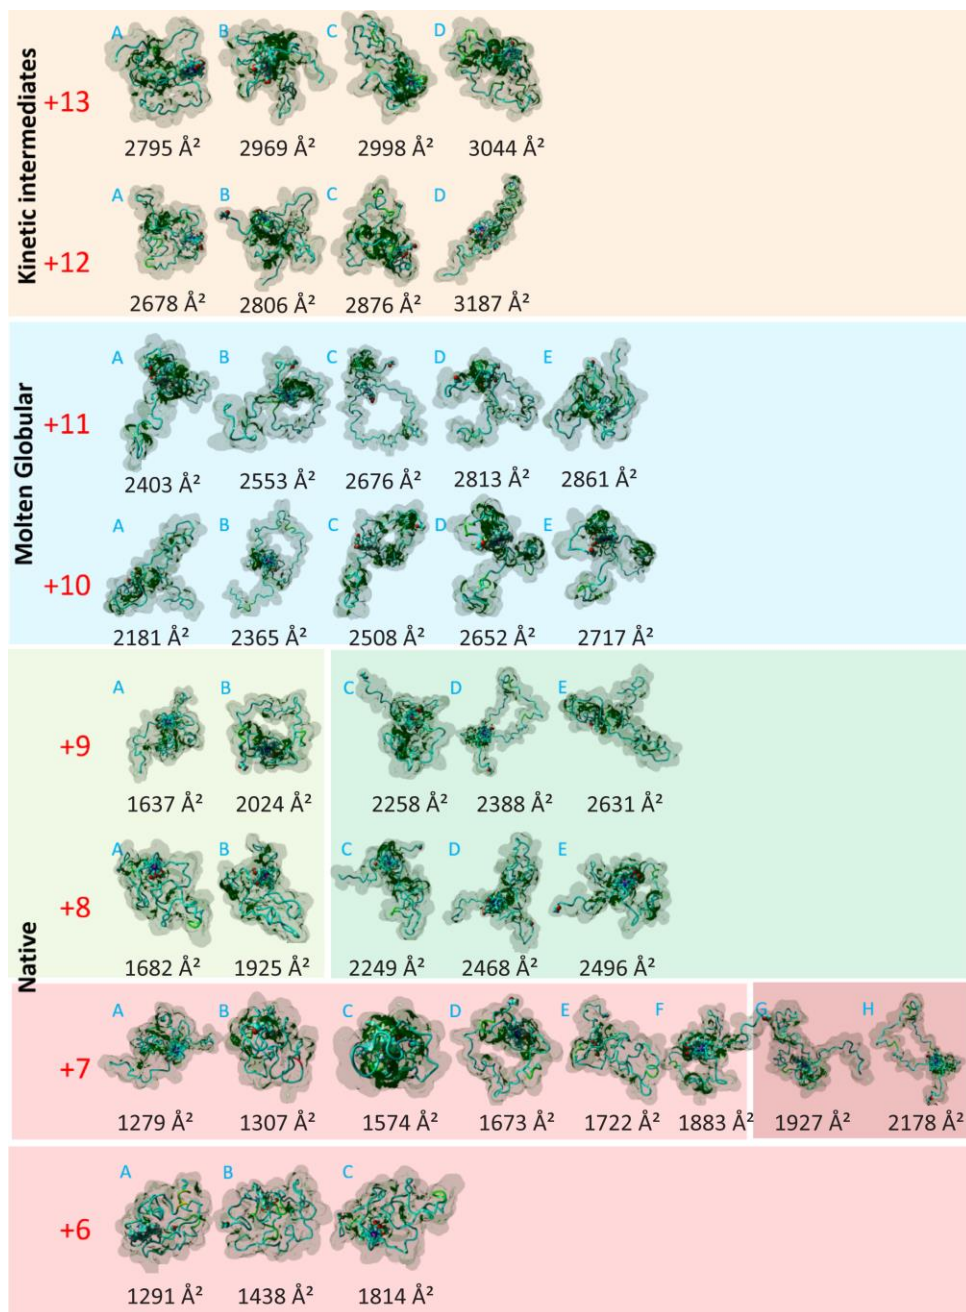 Kinetic intermediates
+13
A B C D
2795 Å² 2969 Å² 2998 Å² 3044 Å²
+12
A B C D
2678 Å² 2806 Å² 2876 Å² 3187 Å²
Molten Globular
+11
A B C D E
2403 Å² 2553 Å² 2676 Å² 2813 Å² 2861 Å²
+10
A B C D E
2181 Å² 2365 Å² 2508 Å² 2652 Å² 2717 Å²
Native
+9
A B C D E
1637 Å² 2024 Å² 2258 Å² 2388 Å² 2631 Å²
+8
A B C D E
1682 Å² 1925 Å² 2249 Å² 2468 Å² 2496 Å²
+7
A B C D E F G H
1279 Å² 1307 Å² 1574 Å² 1673 Å² 1722 Å² 1883 Å² 1927 Å² 2178 Å²
+6
A B C
1291 Å² 1438 Å² 1814 Å²